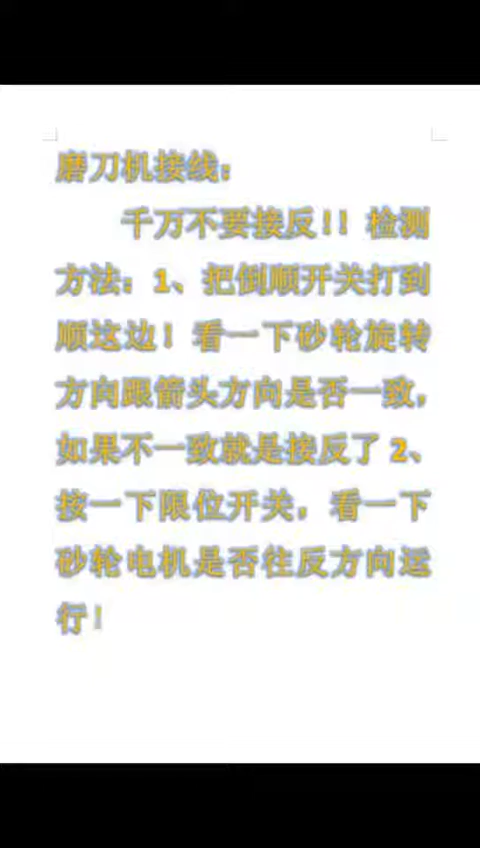 磨刀机接线：
千万不要接反！！检测
方法：1、把倒顺开关打到
顺这边！看一下砂轮旋转
方向跟箭头方向是否一致，
如果不一致就是接反了 2、
按一下限位开关，看一下
砂轮电机是否往反方向运
行！